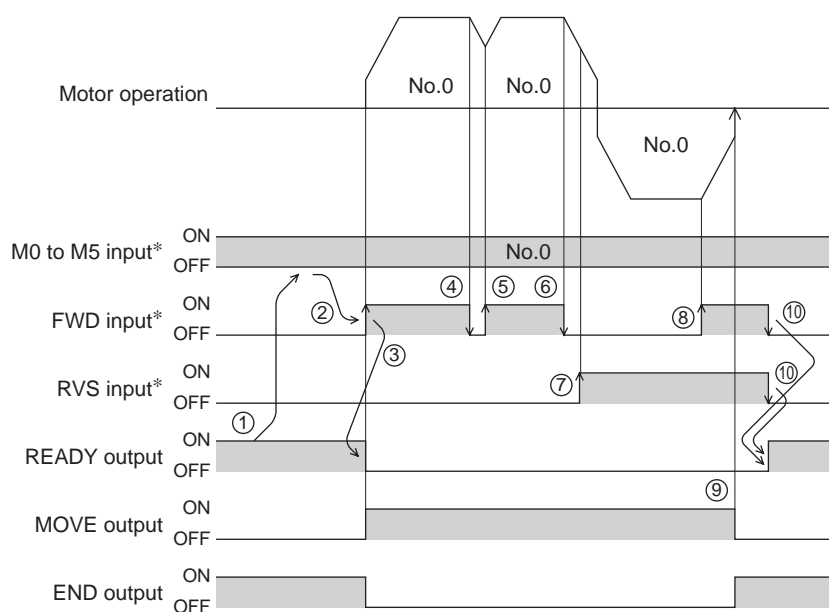 Motor operation
No.0
No.0
No.0
M0 to M5 input*
ON
OFF
No.0
FWD input*
ON
OFF
②
④
⑤
⑥
⑧
⑩
③
RVS input*
ON
OFF
⑦
⑩
①
READY output
ON
OFF
MOVE output
ON
OFF
⑨
END output
ON
OFF